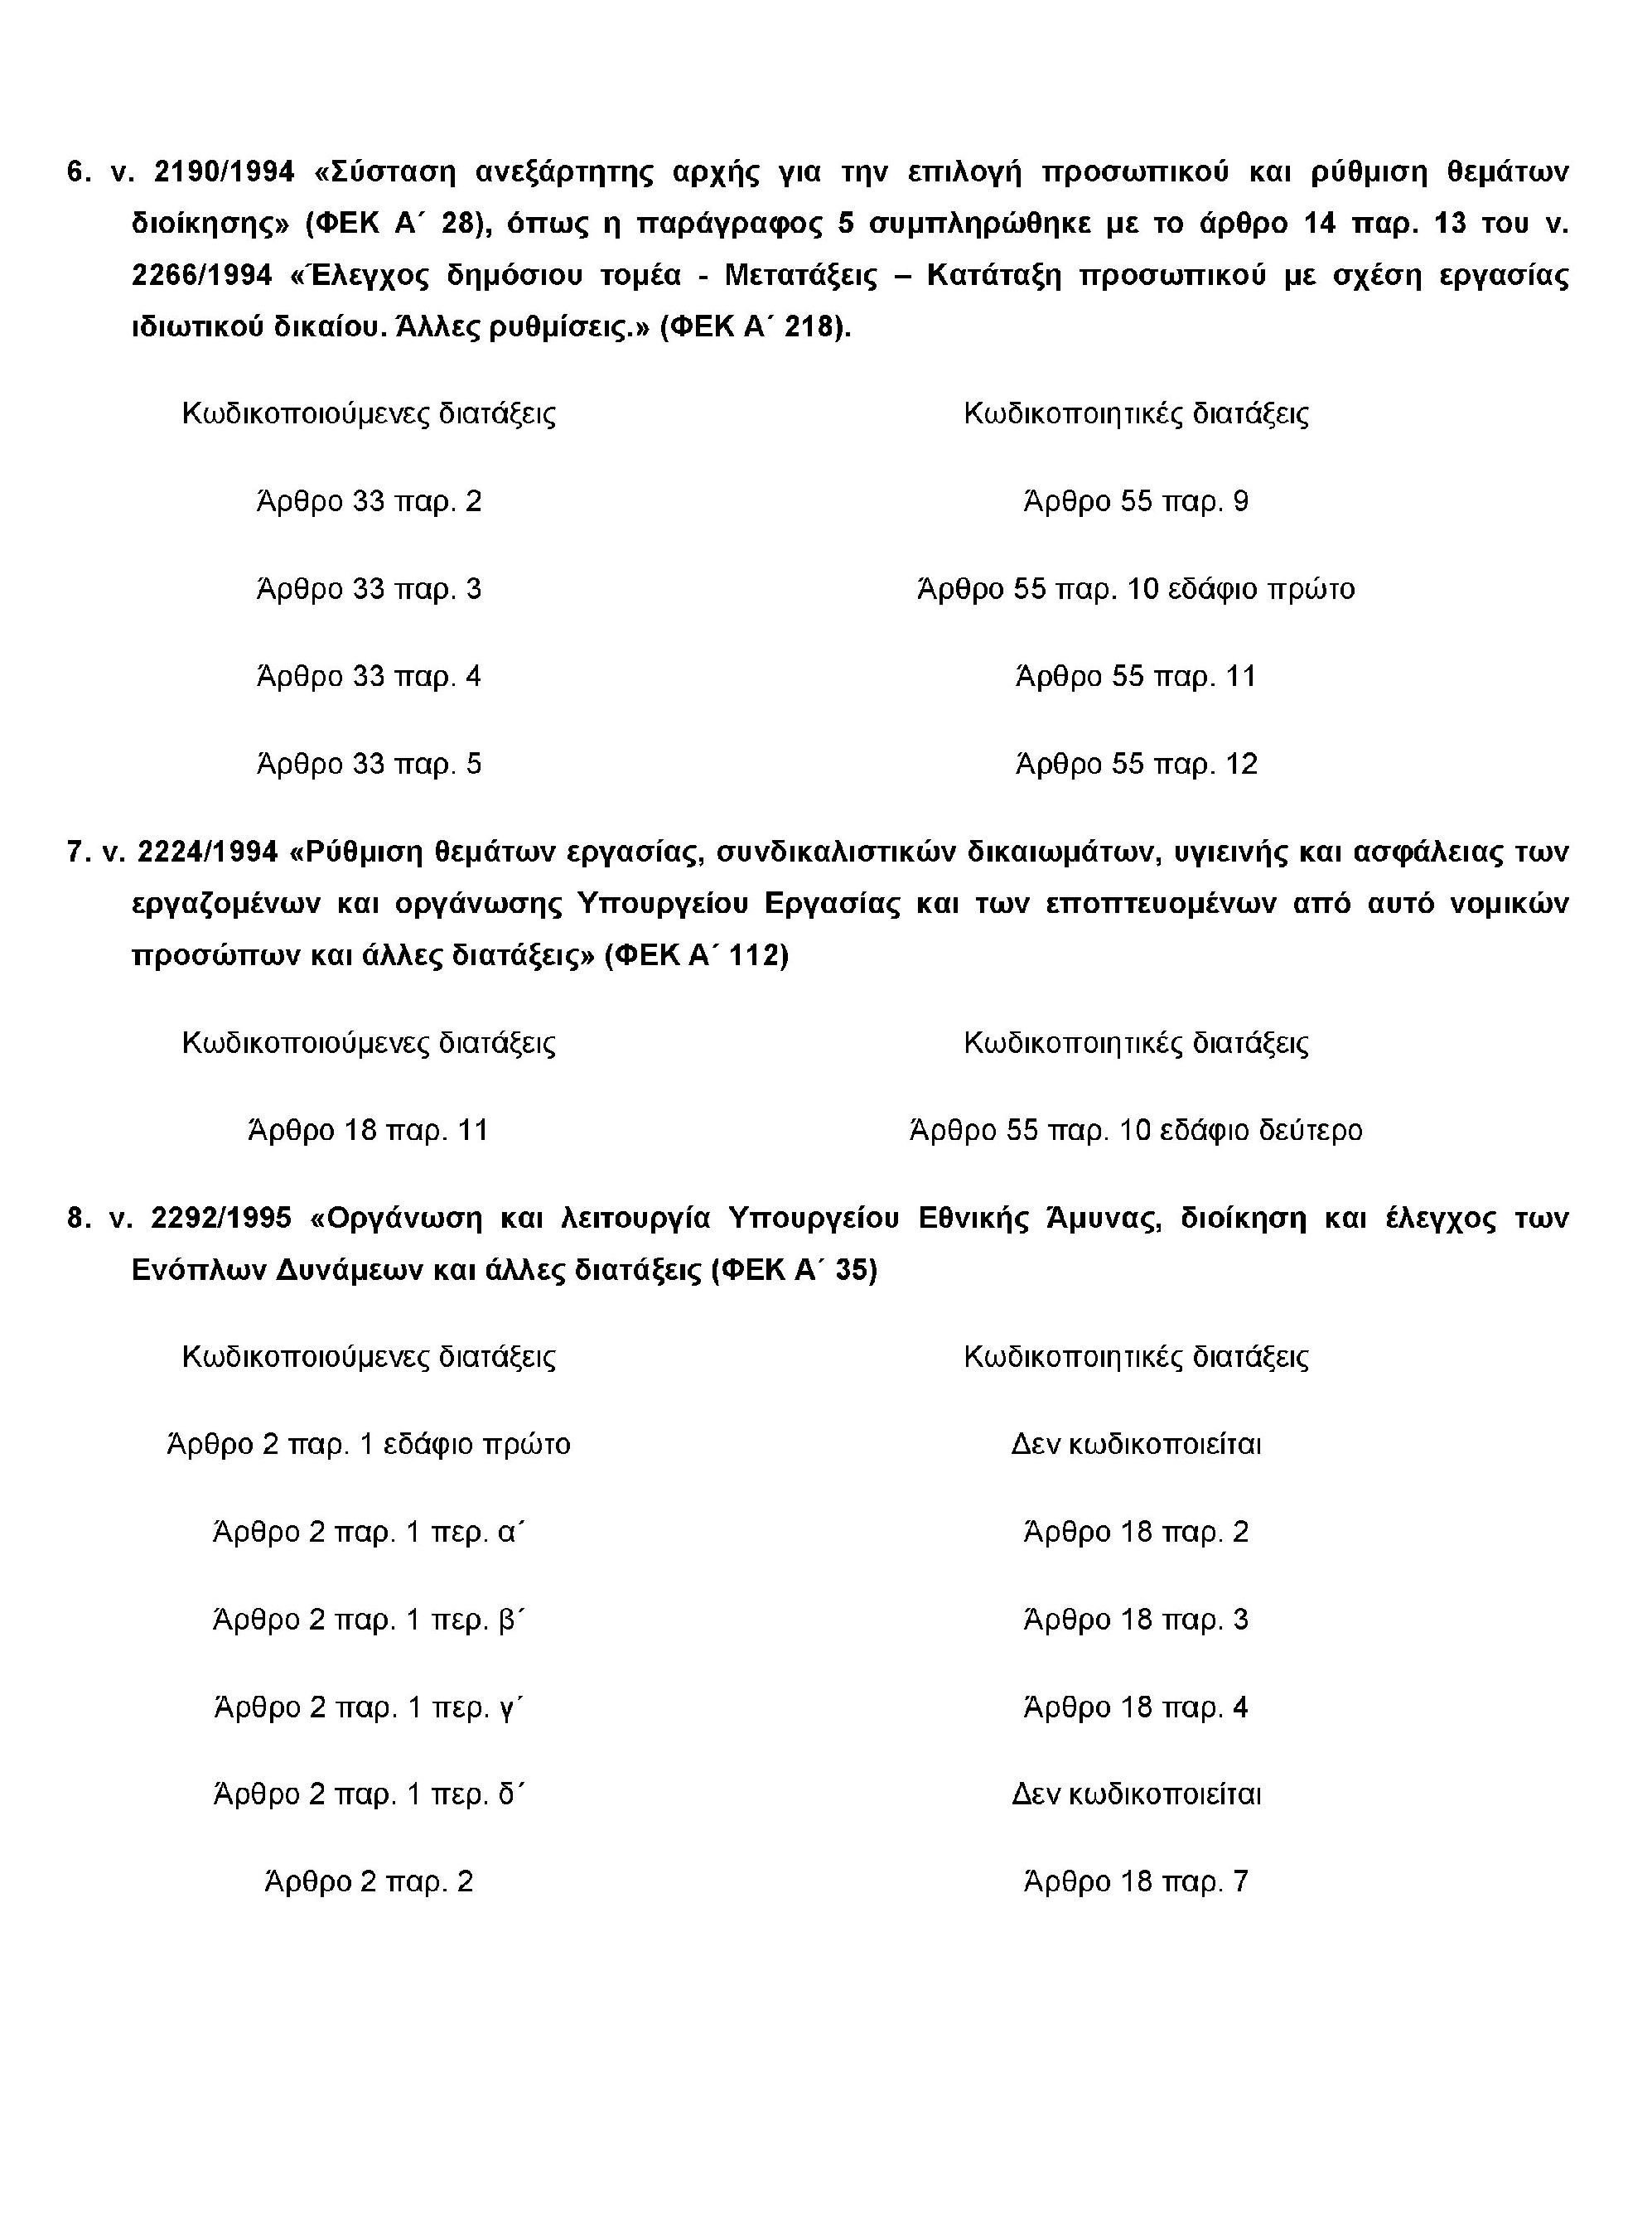 6. ν. 2190/1994 «Σύσταση ανεξάρτητης αρχής για την επιλογή προσωπικού και ρύθμιση θεμάτων
διοίκησης» (ΦΕΚ Α΄ 28), όπως η παράγραφος 5 συμπληρώθηκε με το άρθρο 14 παρ. 13 του ν.
2266/1994 «Έλεγχος δημόσιου τομέα - Μετατάξεις – Κατάταξη προσωπικού με σχέση εργασίας
ιδιωτικού δικαίου. Άλλες ρυθμίσεις.» (ΦΕΚ Α΄ 218).
Κωδικοποιούμενες διατάξεις Κωδικοποιητικές διατάξεις
Άρθρο 33 παρ. 2 Άρθρο 55 παρ. 9
Άρθρο 33 παρ. 3 Άρθρο 55 παρ. 10 εδάφιο πρώτο
Άρθρο 33 παρ. 4 Άρθρο 55 παρ. 11
Άρθρο 33 παρ. 5 Άρθρο 55 παρ. 12
7. ν. 2224/1994 «Ρύθμιση θεμάτων εργασίας, συνδικαλιστικών δικαιωμάτων, υγιεινής και ασφάλειας των
εργαζομένων και οργάνωσης Υπουργείου Εργασίας και των εποπτευομένων από αυτό νομικών
προσώπων και άλλες διατάξεις» (ΦΕΚ Α΄ 112)
Κωδικοποιούμενες διατάξεις Κωδικοποιητικές διατάξεις
Άρθρο 18 παρ. 11 Άρθρο 55 παρ. 10 εδάφιο δεύτερο
8. ν. 2292/1995 «Οργάνωση και λειτουργία Υπουργείου Εθνικής Άμυνας, διοίκηση και έλεγχος των
Ενόπλων Δυνάμεων και άλλες διατάξεις (ΦΕΚ Α΄ 35)
Κωδικοποιούμενες διατάξεις Κωδικοποιητικές διατάξεις
Άρθρο 2 παρ. 1 εδάφιο πρώτο Δεν κωδικοποιείται
Άρθρο 2 παρ. 1 περ. α΄ Άρθρο 18 παρ. 2
Άρθρο 2 παρ. 1 περ. β΄ Άρθρο 18 παρ. 3
Άρθρο 2 παρ. 1 περ. γ΄ Άρθρο 18 παρ. 4
Άρθρο 2 παρ. 1 περ. δ΄ Δεν κωδικοποιείται
Άρθρο 2 παρ. 2 Άρθρο 18 παρ. 7